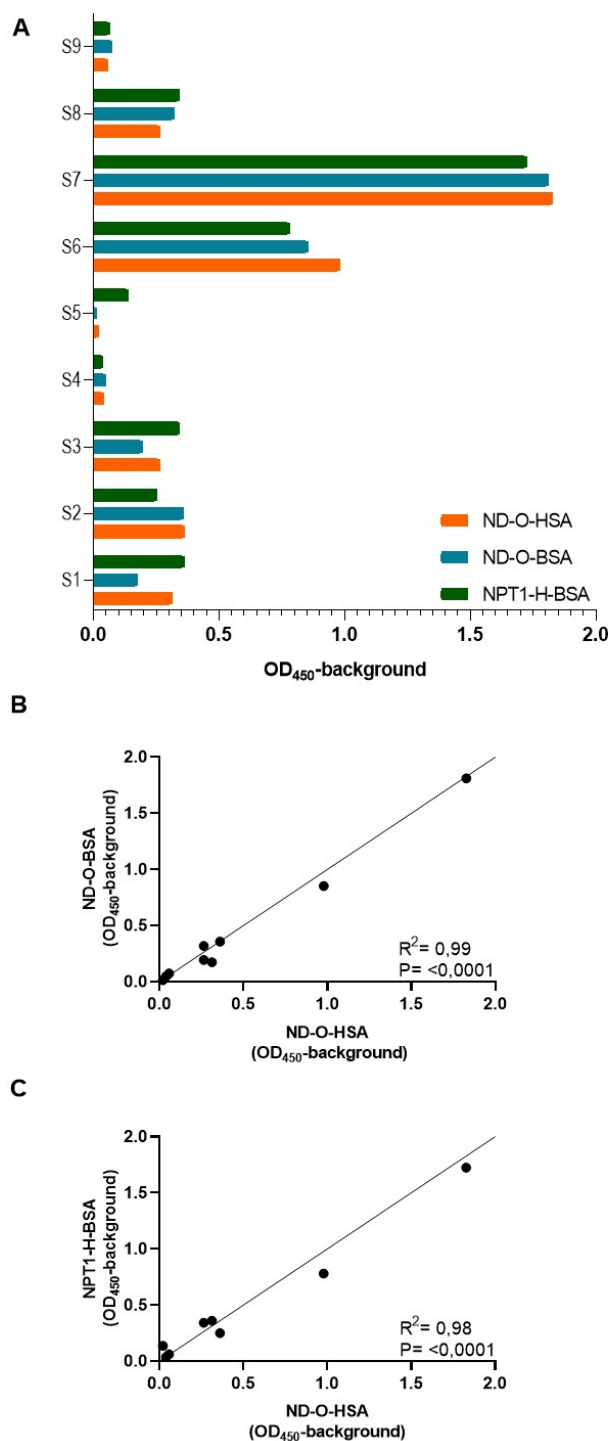 A
S9
S8
S7
S6
S5
S4
S3
S2
S1
ND-O-HSA
ND-O-BSA
NPT1-H-BSA
0.0 0.5 1.0 1.5 2.0
OD450-background
B
2.0
1.5
1.0
0.5
0.0
ND-O-BSA
(OD450-background)
R2= 0,99
P= <0,0001
0.0 0.5 1.0 1.5 2.0
ND-O-HSA
(OD450-background)
C
2.0
1.5
1.0
0.5
0.0
NPT1-H-BSA
(OD450-background)
R2= 0,98
P= <0,0001
0.0 0.5 1.0 1.5 2.0
ND-O-HSA
(OD450-background)